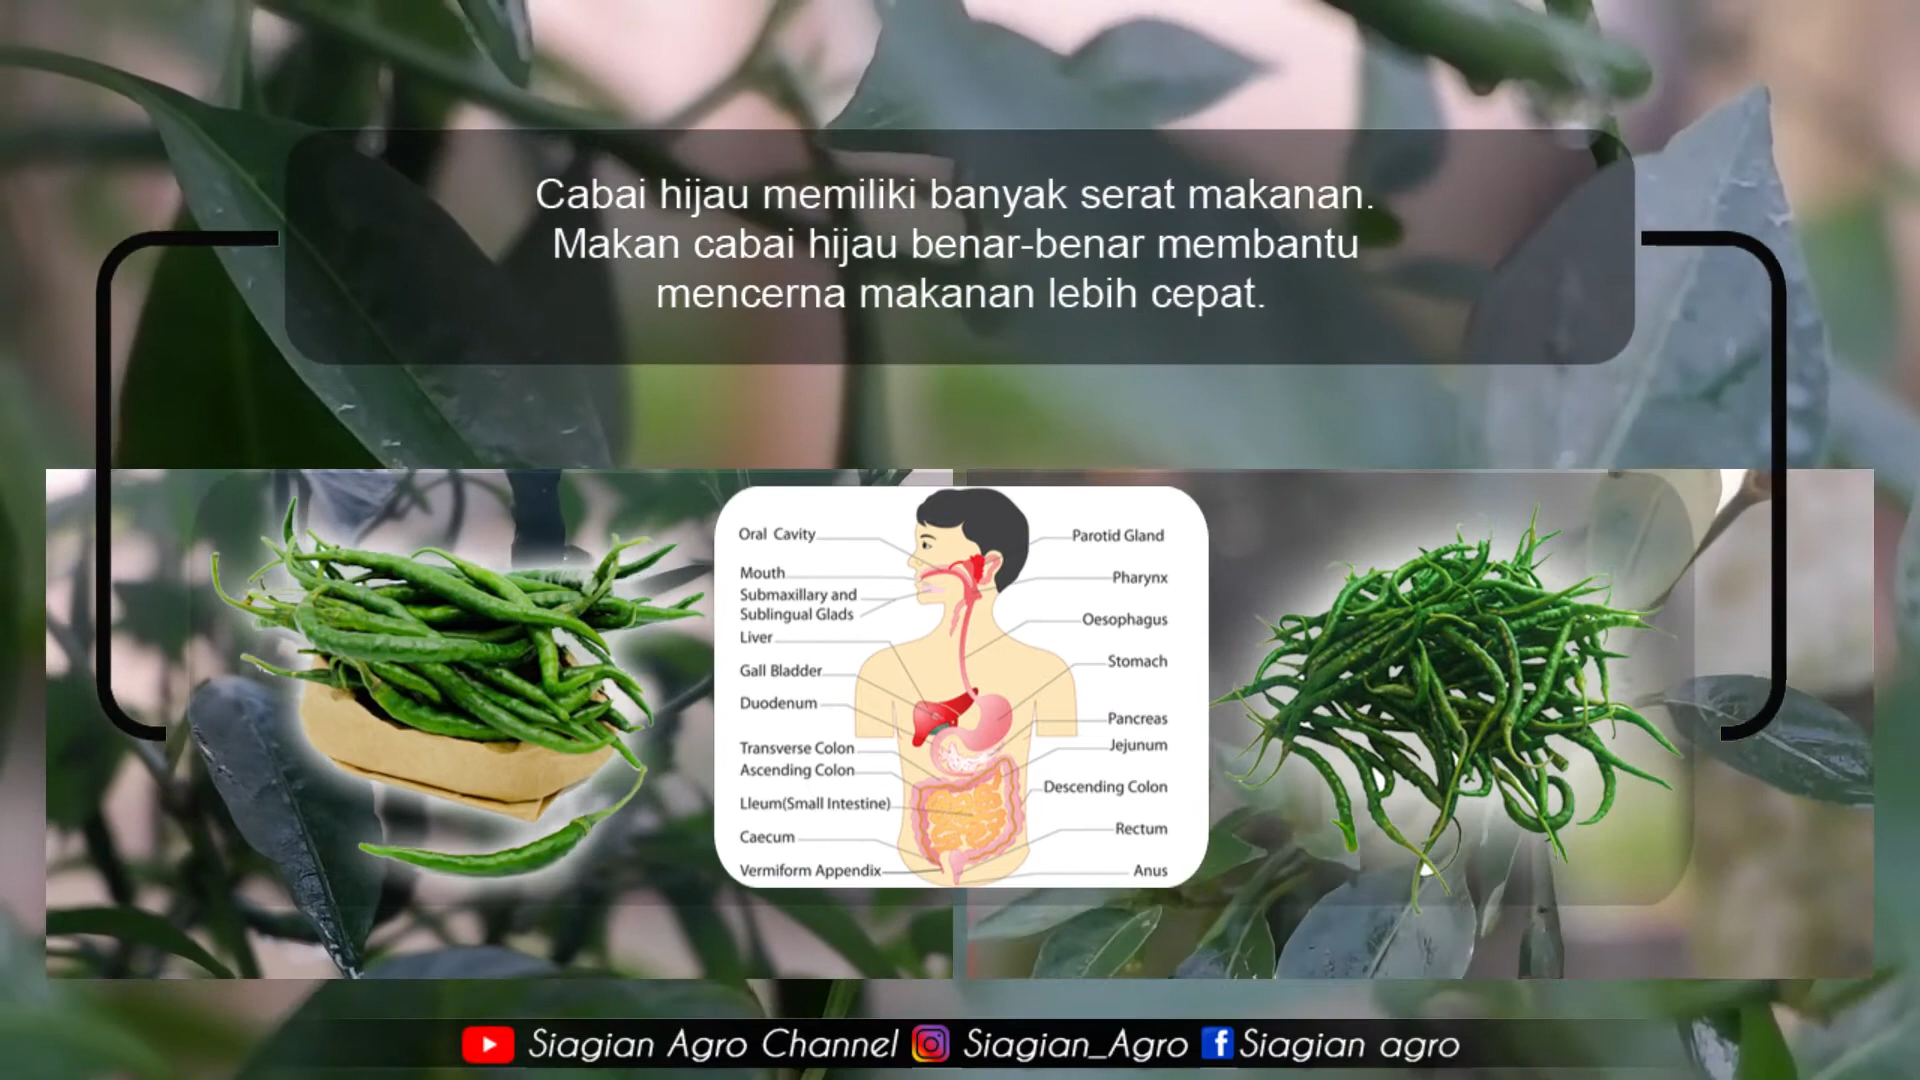 Cabai hijau memiliki banyak serat makanan.
Makan cabai hijau benar-benar membantu
mencerna makanan lebih cepat.
Oral Cavity
Mouth
Submaxillary and
Sublingual Glads
Liver
Gall Bladder
Duodenum
Transverse Colon
Ascending Colon
Lleum(Small Intestine)
Caecum
Vermiform Appendix
Parotid Gland
Pharynx
Oesophagus
Stomach
Pancreas
Jejunum
Descending Colon
Rectum
Anus
Siagian Agro Channel Siagian_Agro Siagian agro